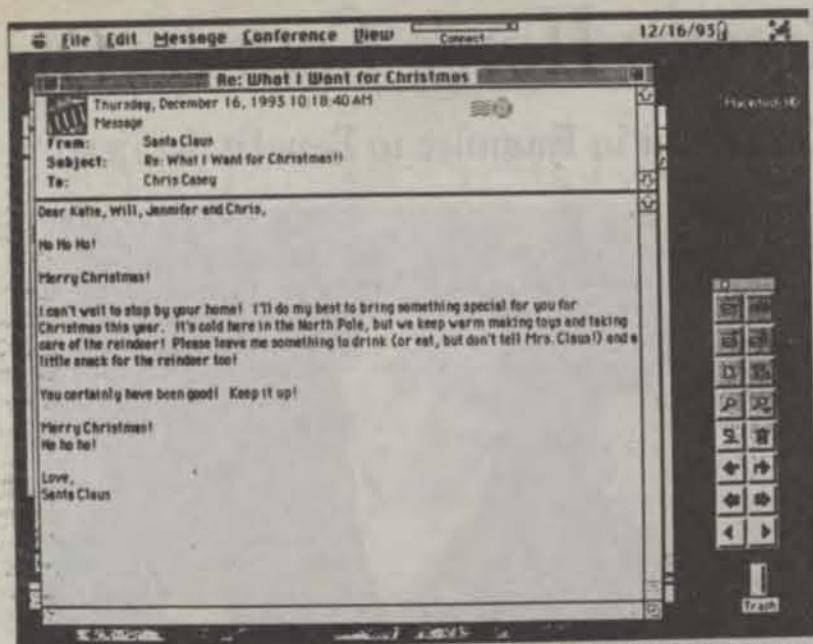 File Edit Message Conference View Connect 12/16/93
Re: What I Want for Christmas
Macintosh HD
Thursday, December 16, 1993 10:18:40 AM
Message
From: Santa Claus
Subject: Re: What I Want for Christmas!!
To: Chris Casey
Dear Katie, Will, Jennifer and Chris,
Ho Ho Ho!
Merry Christmas!
I can't wait to stop by your home! I'll do my best to bring something special for you for
Christmas this year. It's cold here in the North Pole, but we keep warm making toys and taking
care of the reindeer! Please leave me something to drink (or eat, but don't tell Mrs. Claus!) and a
little snack for the reindeer too!
You certainly have been good! Keep it up!
Merry Christmas!
Ho ho ho!
Love,
Santa Claus
Trash